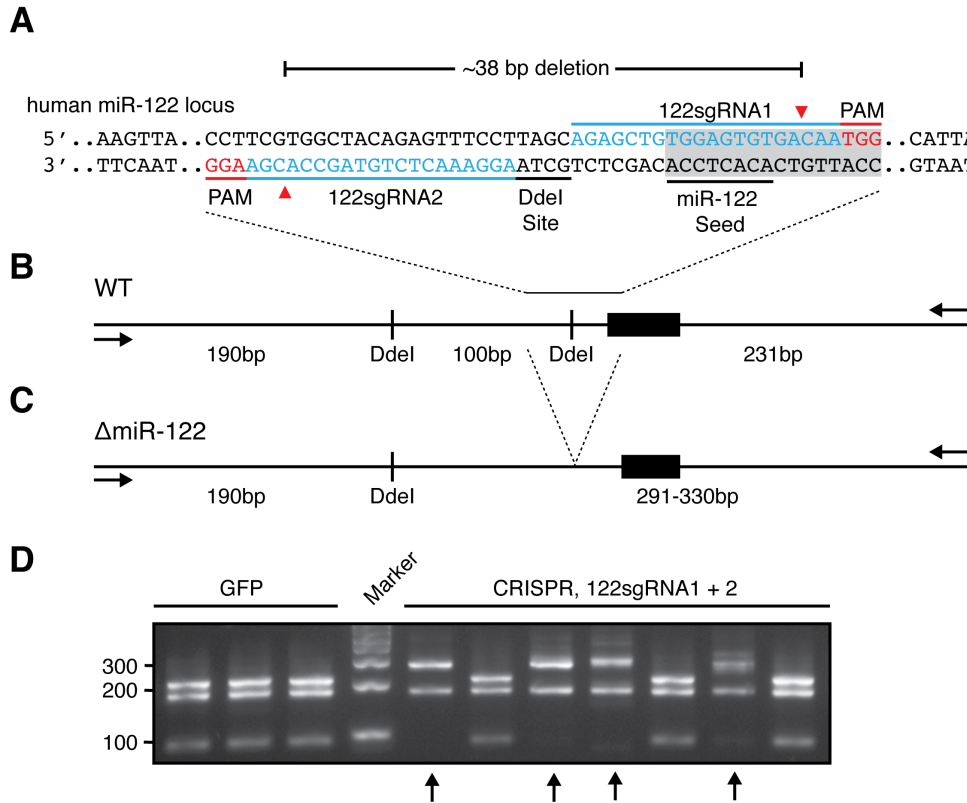 A
~38 bp deletion
human miR-122 locus
122sgRNA1
PAM
5’..AAGTTA..CCTTCGTGGCTACAGAGTTTCCTTAGCAGAGCTGTGGAGTGTGACAATGG..CATTA
3’..TTCAAT..GGAAGCACCGATGTCTCAAAGGAATCGTCTCGACACCTCACACTGTTACC..GTAAT
PAM
122sgRNA2
DdeI
Site
miR-122
Seed
B
WT
190bp
DdeI
100bp
DdeI
231bp
C
ΔmiR-122
190bp
DdeI
291-330bp
D
GFP
Marker
CRISPR, 122sgRNA1 + 2
300
200
100